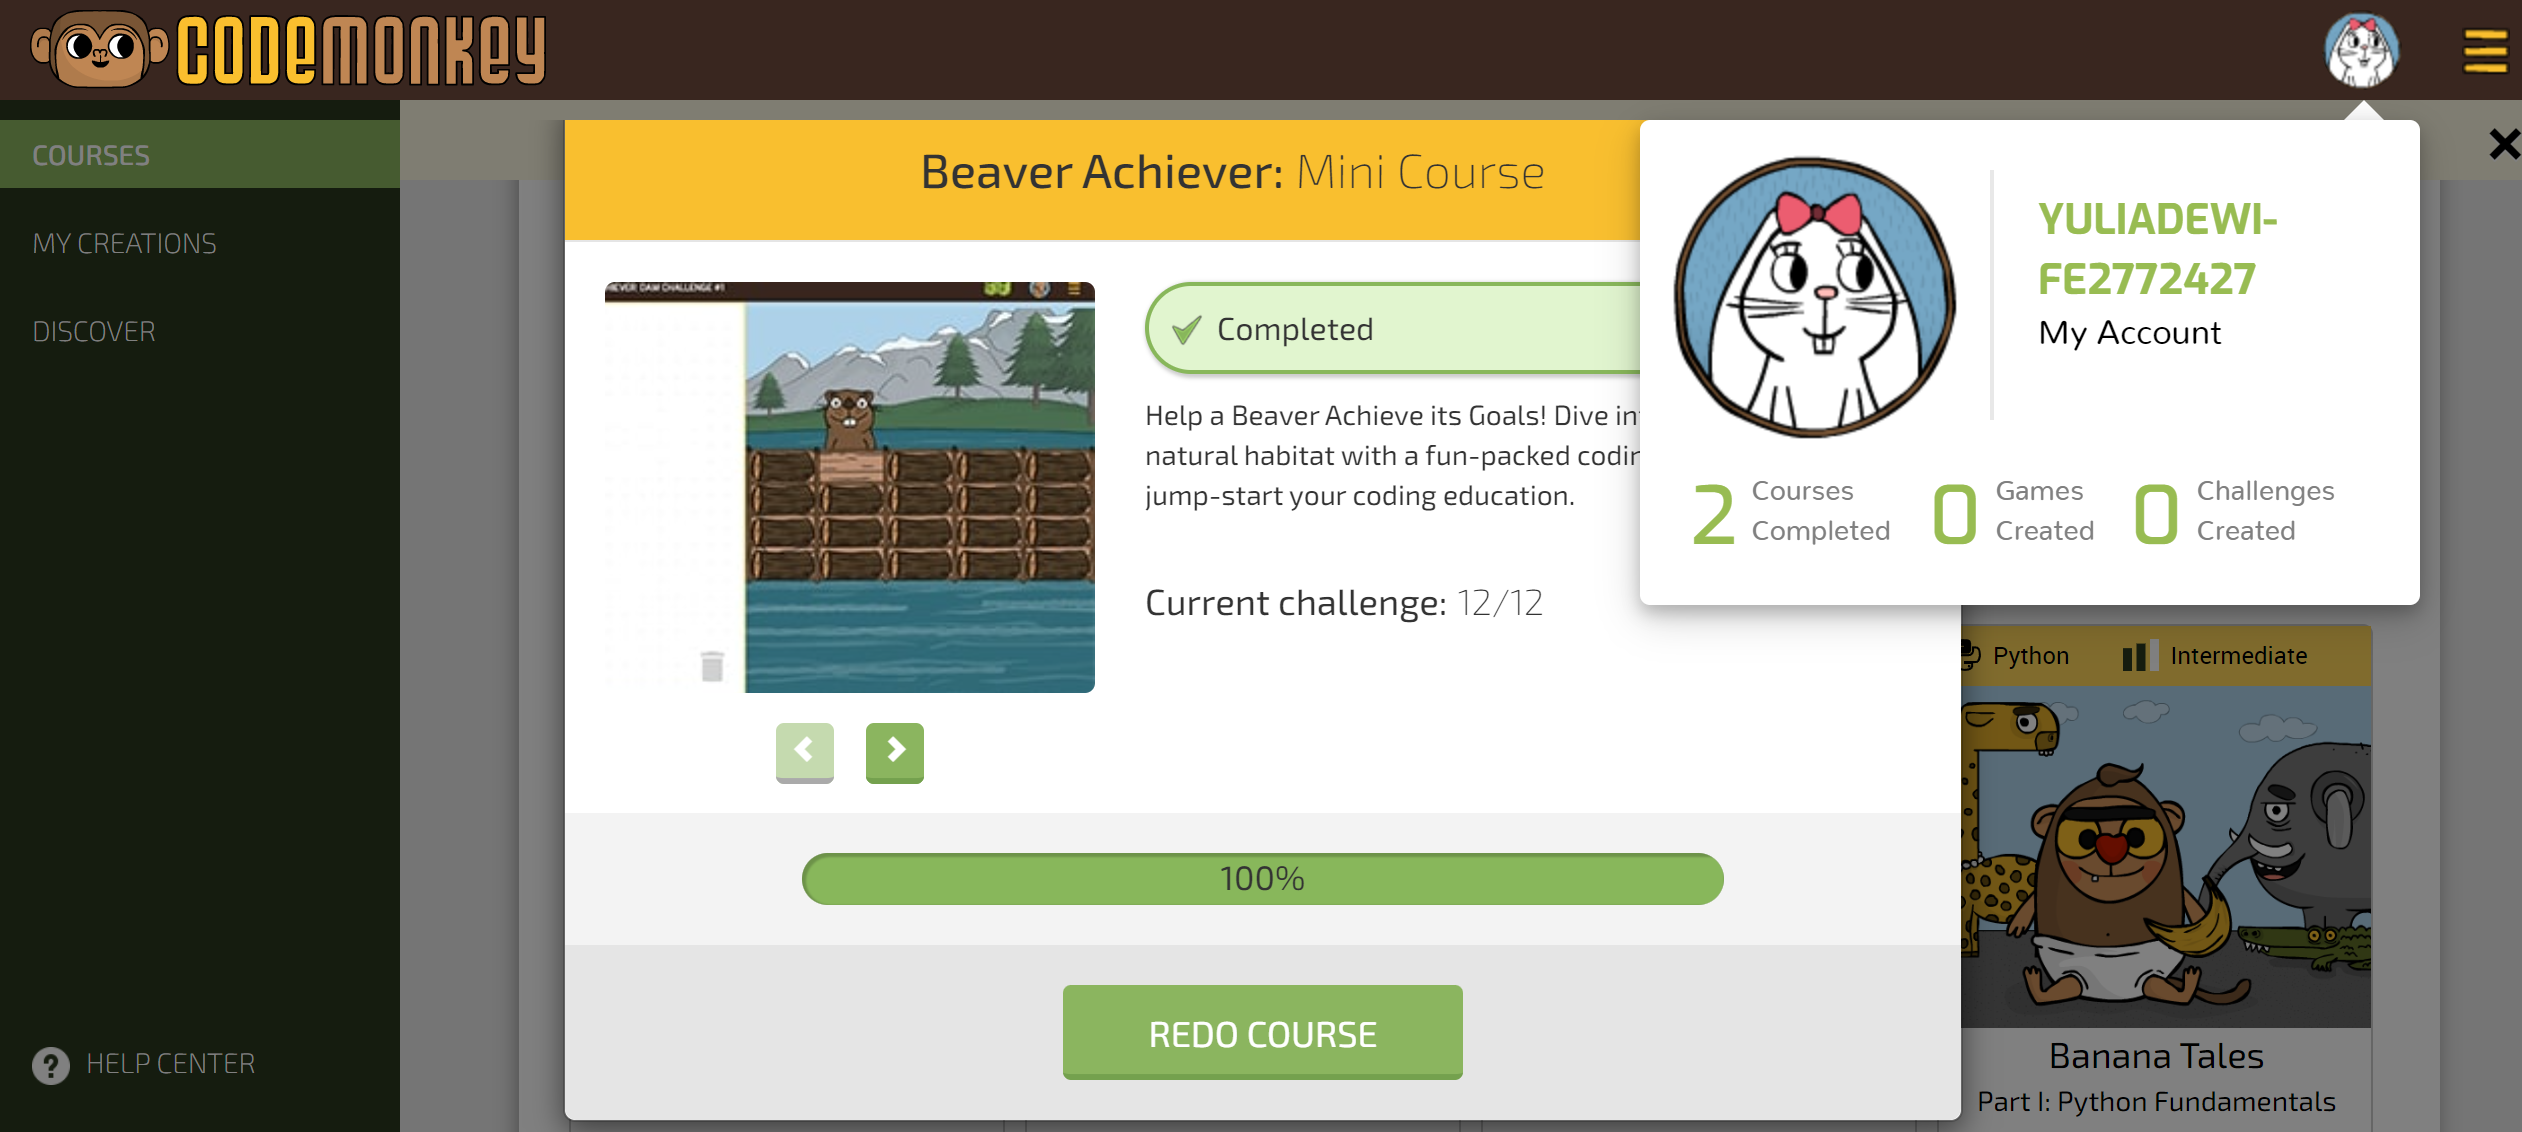 CODEMONKEY
COURSES
MY CREATIONS
DISCOVER
HELP CENTER
Beaver Achiever: Mini Course
DAM CHALLENGE #1
Completed
Help a Beaver Achieve its Goals! Dive in
natural habitat with a fun-packed codin
jump-start your coding education.
Current challenge: 12/12
100%
REDO COURSE
YULIADEWI-
FE2772427
My Account
2 Courses Completed
0 Games Created
0 Challenges Created
Python
Intermediate
Banana Tales
Part I: Python Fundamentals